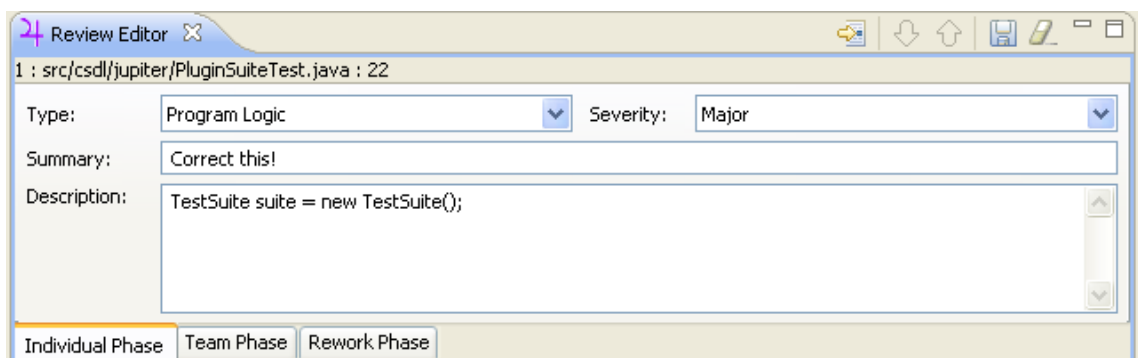 Review Editor
1 : src/csdl/jupiter/PluginSuiteTest.java : 22
Type: Program Logic Severity: Major
Summary: Correct this!
Description: TestSuite suite = new TestSuite();
Individual Phase Team Phase Rework Phase